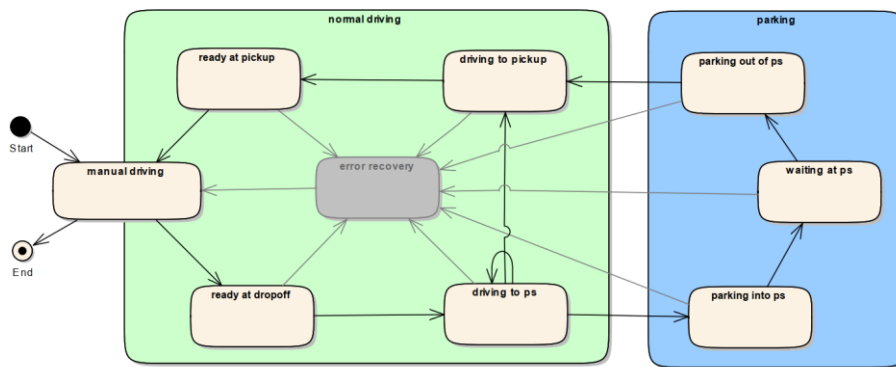 normal driving
parking
ready at pickup
driving to pickup
parking out of ps
Start
manual driving
error recovery
waiting at ps
End
ready at dropoff
driving to ps
parking into ps